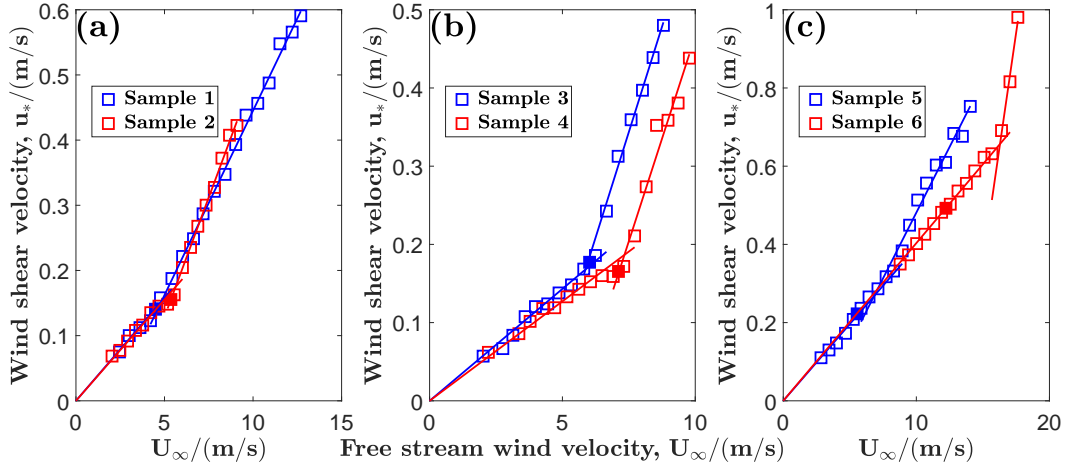 (a)
Wind shear velocity, u*/(m/s)
0.6
0.5
0.4
0.3
0.2
0.1
0
Sample 1
Sample 2
0 5 10 15
U∞/(m/s)
(b)
Wind shear velocity, u*/(m/s)
0.5
0.4
0.3
0.2
0.1
0
Sample 3
Sample 4
0 5 10
Free stream wind velocity, U∞/(m/s)
(c)
Wind shear velocity, u*/(m/s)
1
0.8
0.6
0.4
0.2
0
Sample 5
Sample 6
0 10 20
U∞/(m/s)